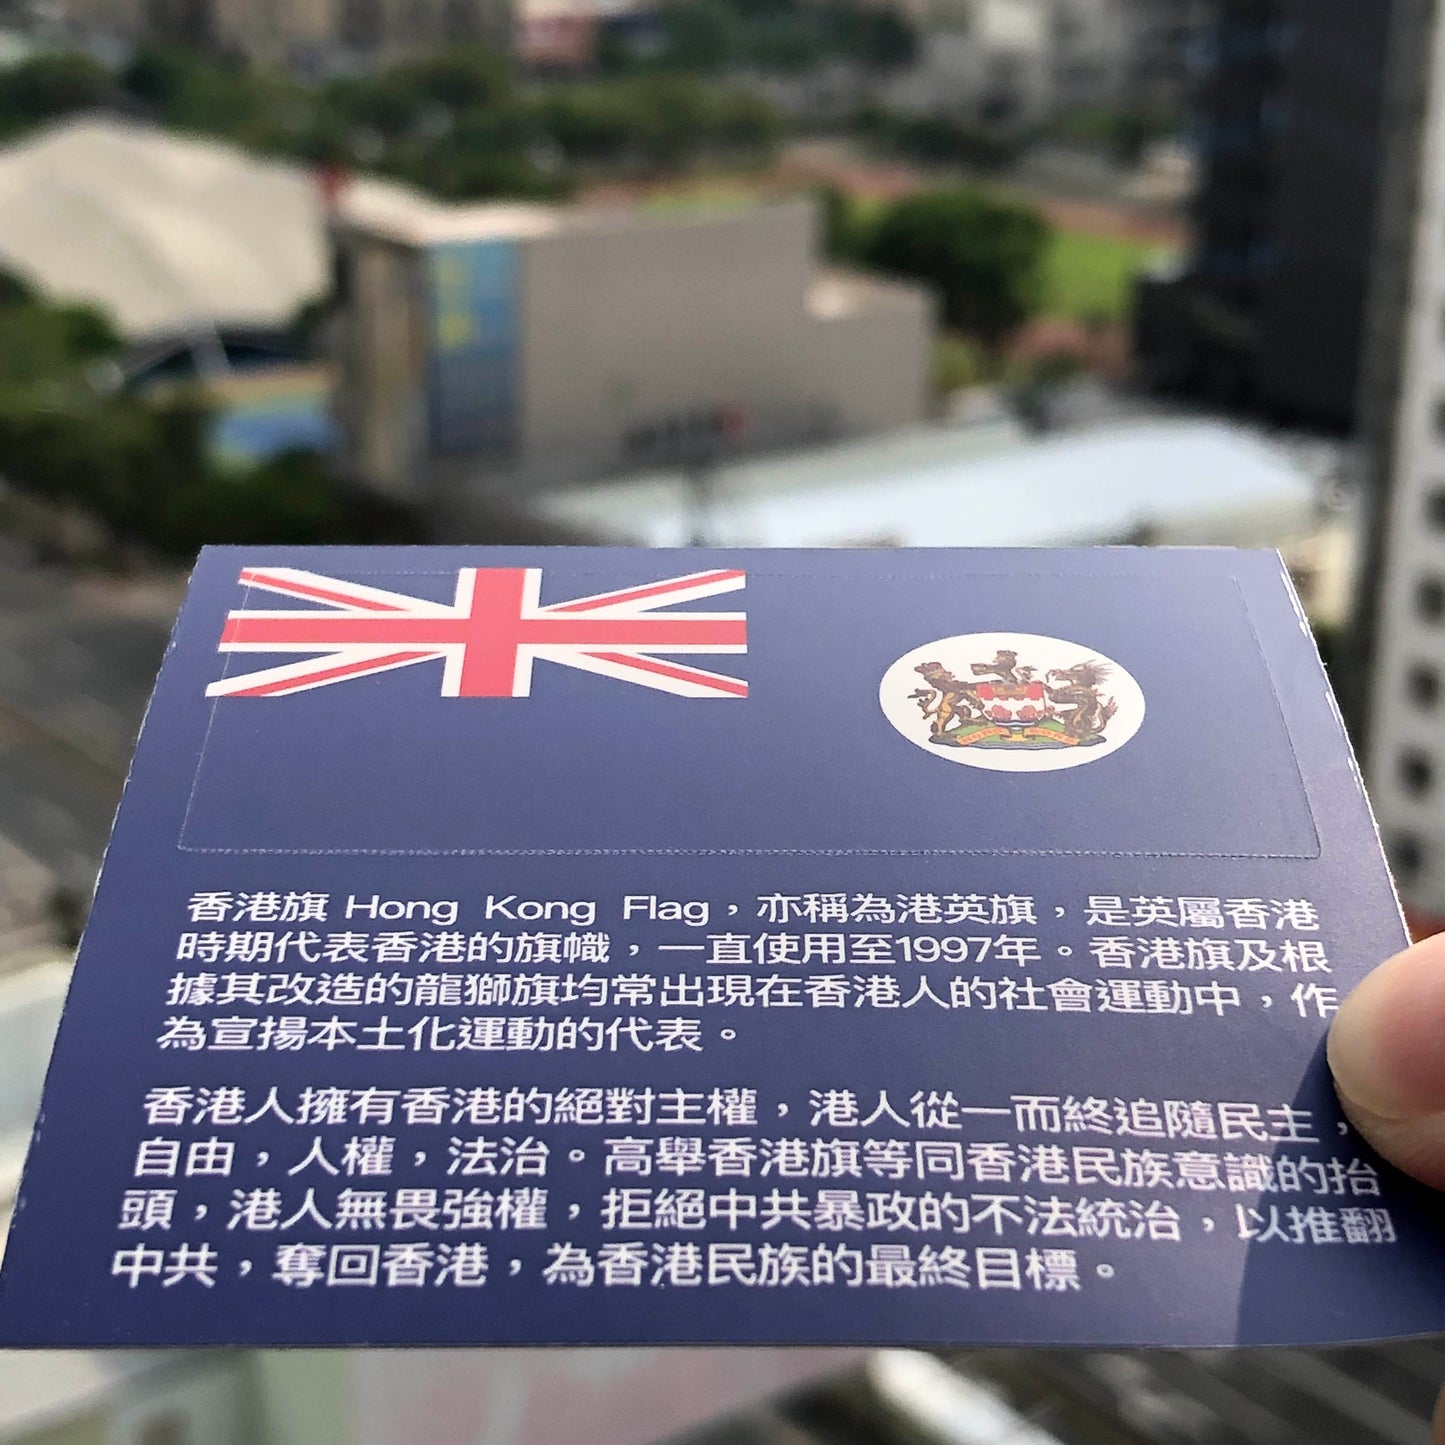 香港旗 Hong Kong Flag，亦稱為港英旗，是英屬香港
時期代表香港的旗幟，一直使用至1997年。香港旗及根
據其改造的龍獅旗均常出現在香港人的社會運動中，作
為宣揚本土化運動的代表。
香港人擁有香港的絕對主權，港人從一而終追隨民主，
自由，人權，法治。高舉香港旗等同香港民族意識的抬
頭，港人無畏強權，拒絕中共暴政的不法統治，以推翻
中共，奪回香港，為香港民族的最終目標。